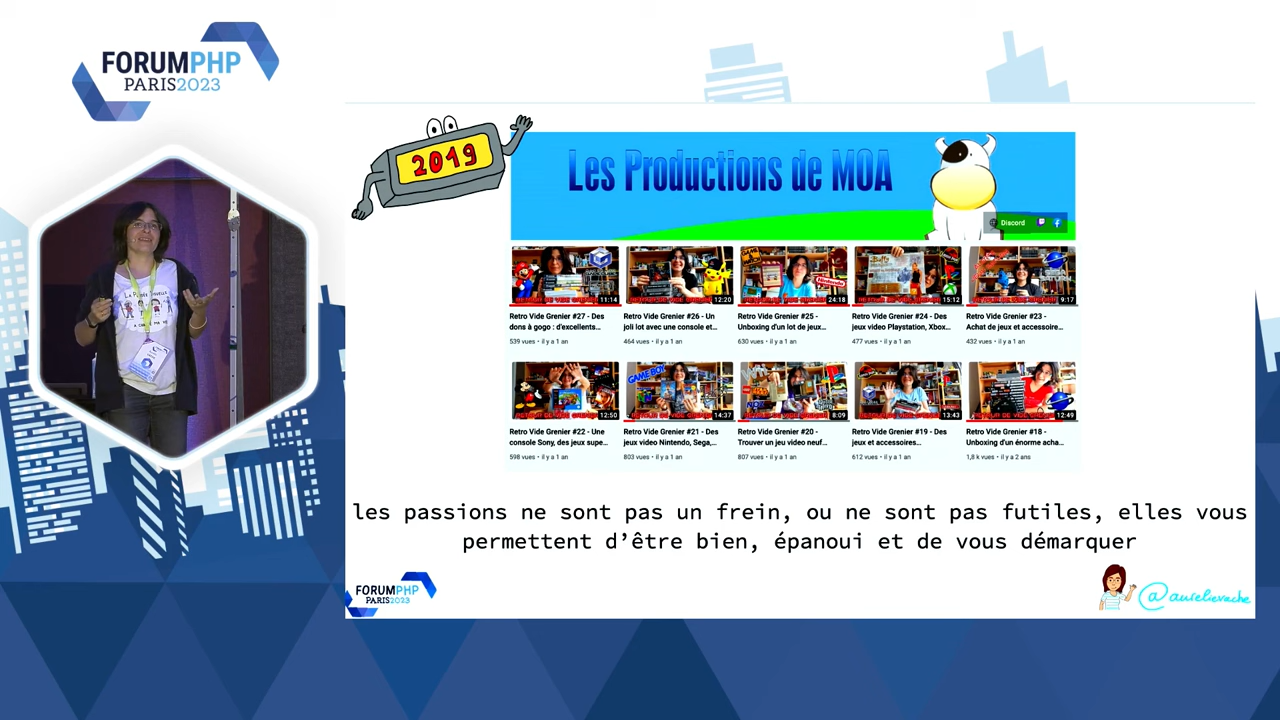 FORUMPHP
PARIS2023
2019
Les Productions de MOA
Discord
11:14
12:20
24:18
15:12
9:17
Retro Vide Grenier #27 - Des
dons à gogo : d'excellents...
539 vues • il y a 1 an
Retro Vide Grenier #26 - Un
joli lot avec une console et...
464 vues • il y a 1 an
Retro Vide Grenier #25 -
Unboxing d'un lot de jeux...
630 vues • il y a 1 an
Retro Vide Grenier #24 - Des
jeux video Playstation, Xbox...
477 vues • il y a 1 an
Retro Vide Grenier #23 -
Achat de jeux et accessoire...
432 vues • il y a 1 an
GAME BOY
12:50
14:37
8:09
13:43
12:49
Retro Vide Grenier #22 - Une
console Sony, des jeux supe...
598 vues • il y a 1 an
Retro Vide Grenier #21 - Des
jeux video Nintendo, Sega,...
803 vues • il y a 1 an
Retro Vide Grenier #20 -
Trouver un jeu video neuf...
807 vues • il y a 1 an
Retro Vide Grenier #19 - Des
jeux et accessoires...
612 vues • il y a 1 an
Retro Vide Grenier #18 -
Unboxing d'un énorme acha...
1,8 k vues • il y a 2 ans
les passions ne sont pas un frein, ou ne sont pas futiles, elles vous
permettent d'être bien, épanoui et de vous démarquer
FORUMPHP
PARIS2023
@aurelievache